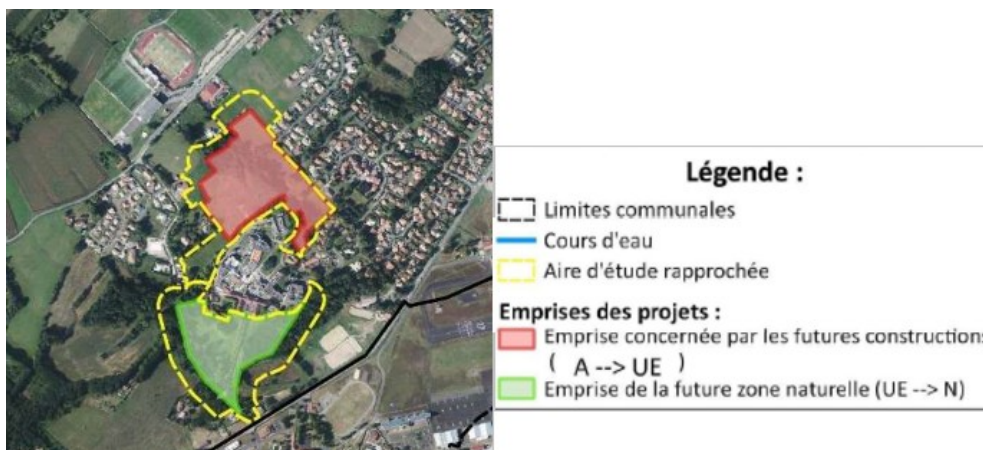 Légende :
Limites communales
Cours d'eau
Aire d'étude rapprochée
Emprises des projets :
Emprise concernée par les futures constructions
( A --> UE )
Emprise de la future zone naturelle (UE --> N)